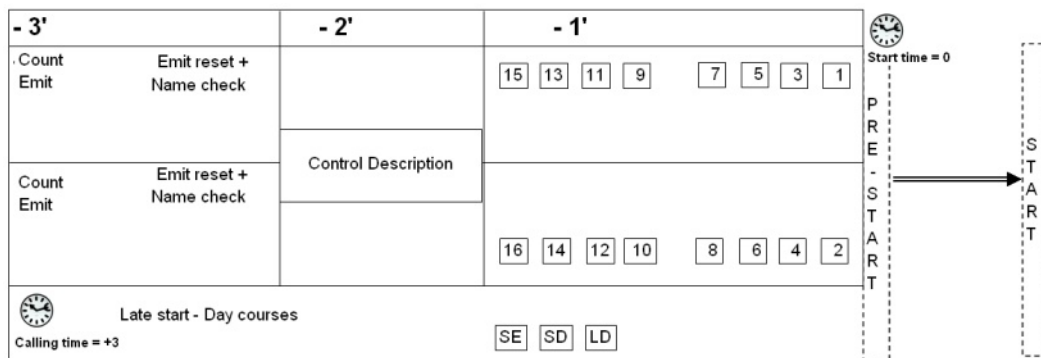 - 3'
- 2'
- 1'
Start time = 0
Count
Emit
Emit reset +
Name check
15 13 11 9 7 5 3 1
Control Description
Count
Emit
Emit reset +
Name check
16 14 12 10 8 6 4 2
PRE-START
START
Late start - Day courses
Calling time = +3
SE SD LD